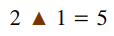 2 ▲ 1 = 5